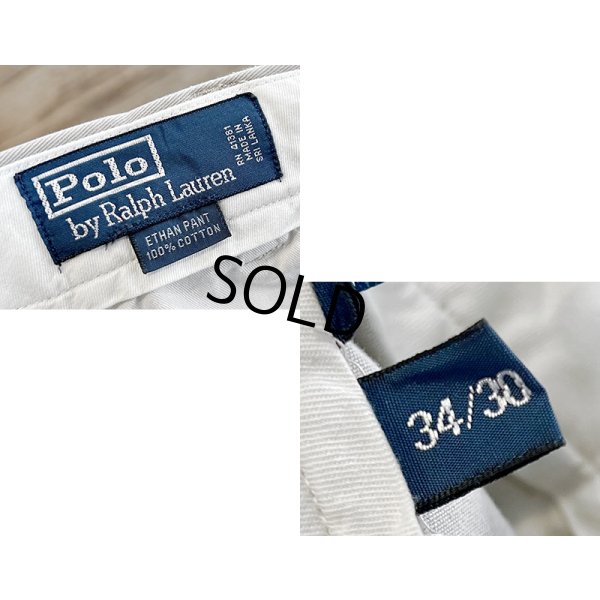 Polo
by Ralph Lauren
RN 41381
MADE IN
SRI LANKA
ETHAN PANT
100% COTTON
SOLD
34/30